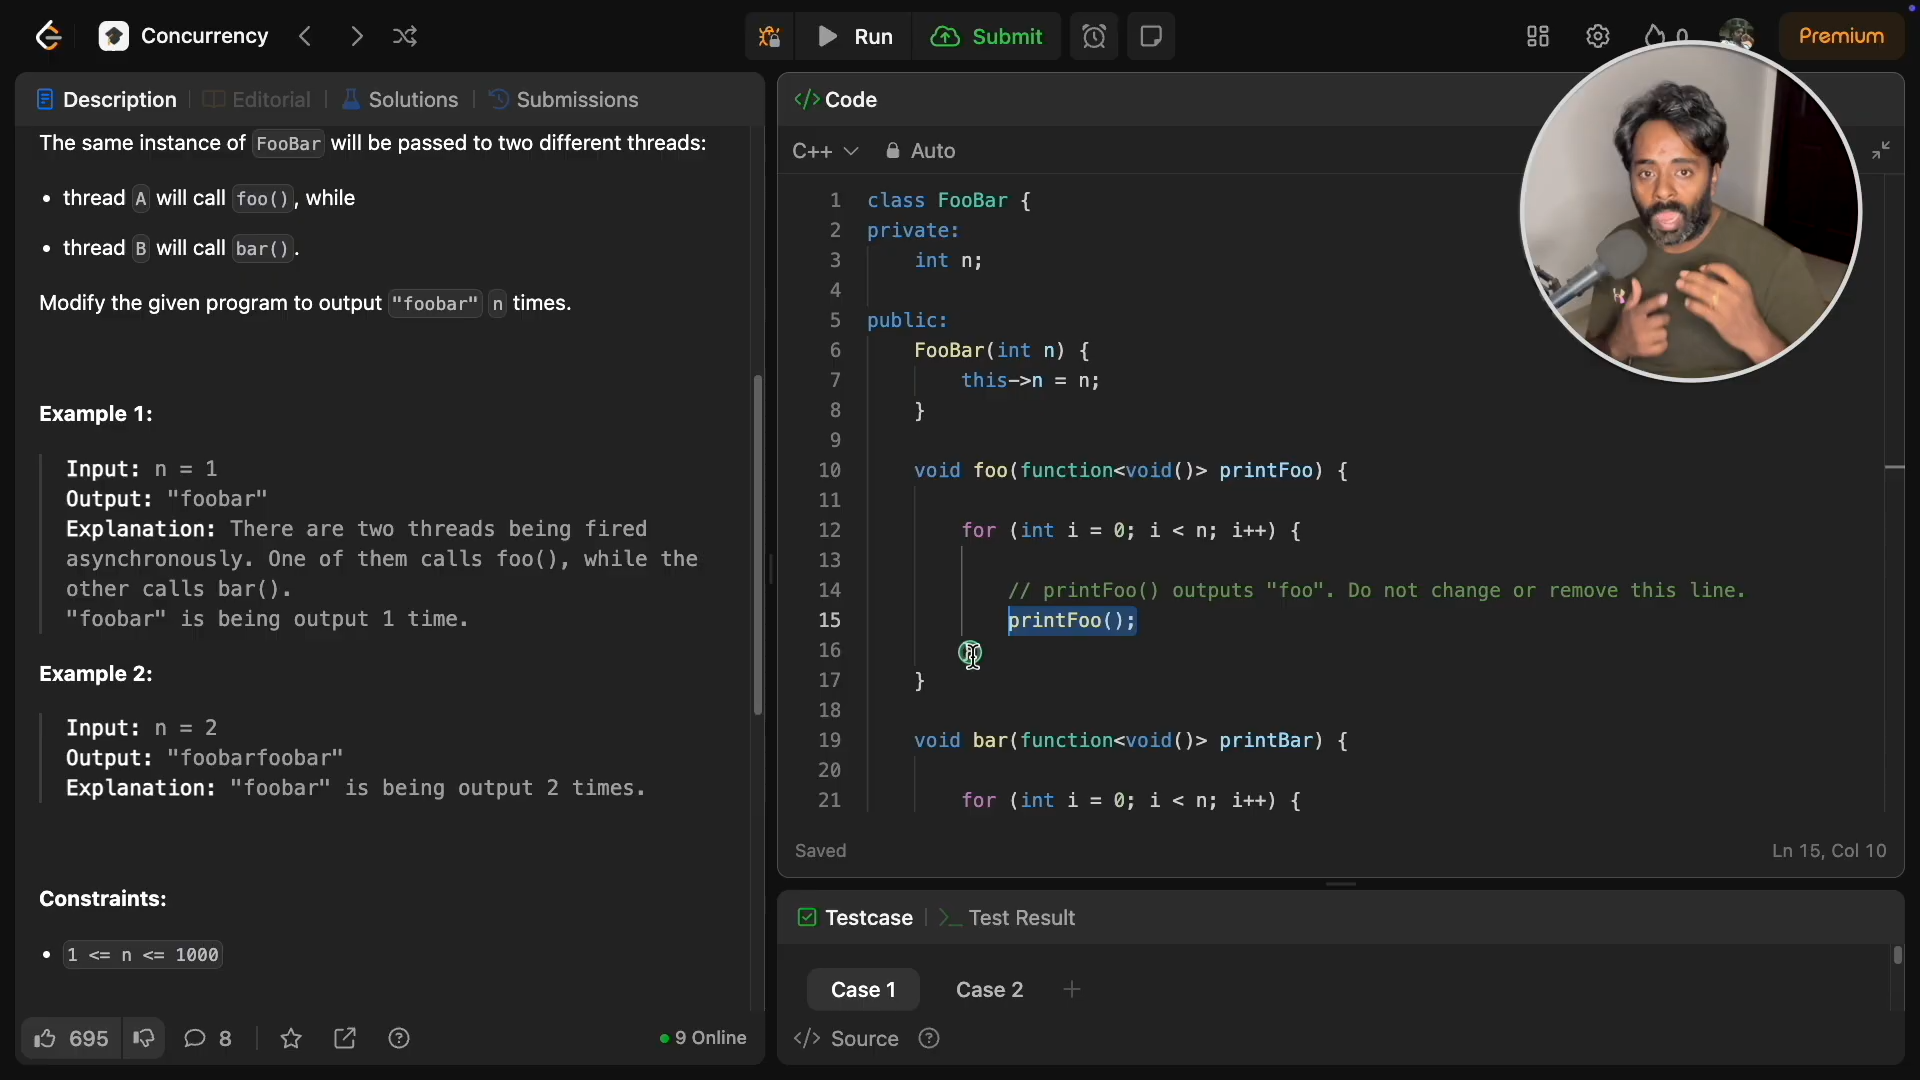 Concurrency
Run
Submit
0
Premium
Description
Editorial
Solutions
Submissions
The same instance of FooBar will be passed to two different threads:
• thread A will call foo(), while
• thread B will call bar().
Modify the given program to output "foobar" n times.
Example 1:
Input: n = 1
Output: "foobar"
Explanation: There are two threads being fired
asynchronously. One of them calls foo(), while the
other calls bar().
"foobar" is being output 1 time.
Example 2:
Input: n = 2
Output: "foobarfoobar"
Explanation: "foobar" is being output 2 times.
Constraints:
• 1 <= n <= 1000
695
8
9 Online
</> Code
C++
Auto
1 class FooBar {
2 private:
3 int n;
4
5 public:
6 FooBar(int n) {
7 this->n = n;
8 }
9
10 void foo(function<void()> printFoo) {
11
12 for (int i = 0; i < n; i++) {
13
14 // printFoo() outputs "foo". Do not change or remove this line.
15 printFoo();
16
17 }
18
19 void bar(function<void()> printBar) {
20
21 for (int i = 0; i < n; i++) {
Saved
Ln 15, Col 10
Testcase
>_ Test Result
Case 1
Case 2
+
</> Source